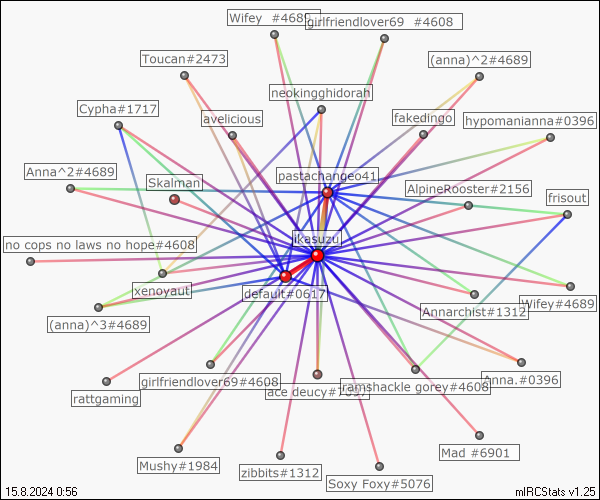 Wifey #4689
girlfriendlover69 #4608
Toucan#2473
(anna)^2#4689
neokingghidorah
Cypha#1717
avelicious
fakedingo
hypomanianna#0396
Anna^2#4689
Skalman
pastachangeo41
AlpineRooster#2156
frisout
no cops no laws no hope#4608
ikasuzu
xenoyaut
default#0617
Annarchist#1312
Wifey#4689
(anna)^3#4689
girlfriendlover69#4608
ace deucy#7097
ramshackle gorey#4608
Anna.#0396
rattgaming
Mad #6901
Mushy#1984
zibbits#1312
Soxy Foxy#5076
15.8.2024 0:56
mIRCStats v1.25